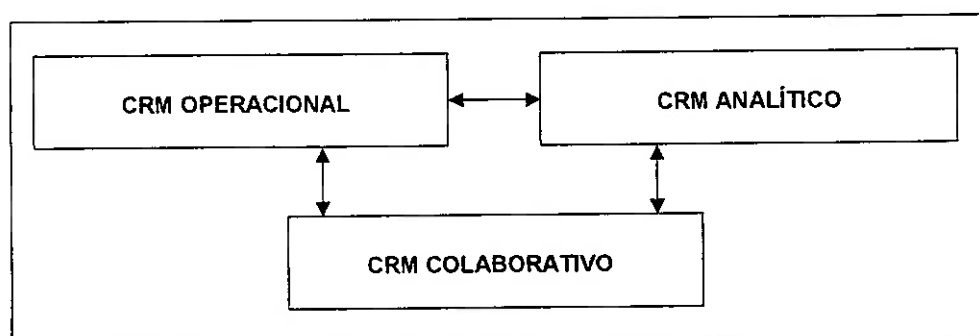 CRM OPERACIONAL
CRM ANALÍTICO
CRM COLABORATIVO